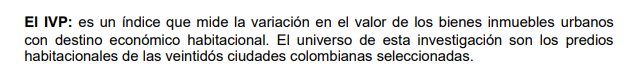 El IVP: es un índice que mide la variación en el valor de los bienes inmuebles urbanos
con destino económico habitacional. El universo de esta investigación son los predios
habitacionales de las veintidós ciudades colombianas seleccionadas.